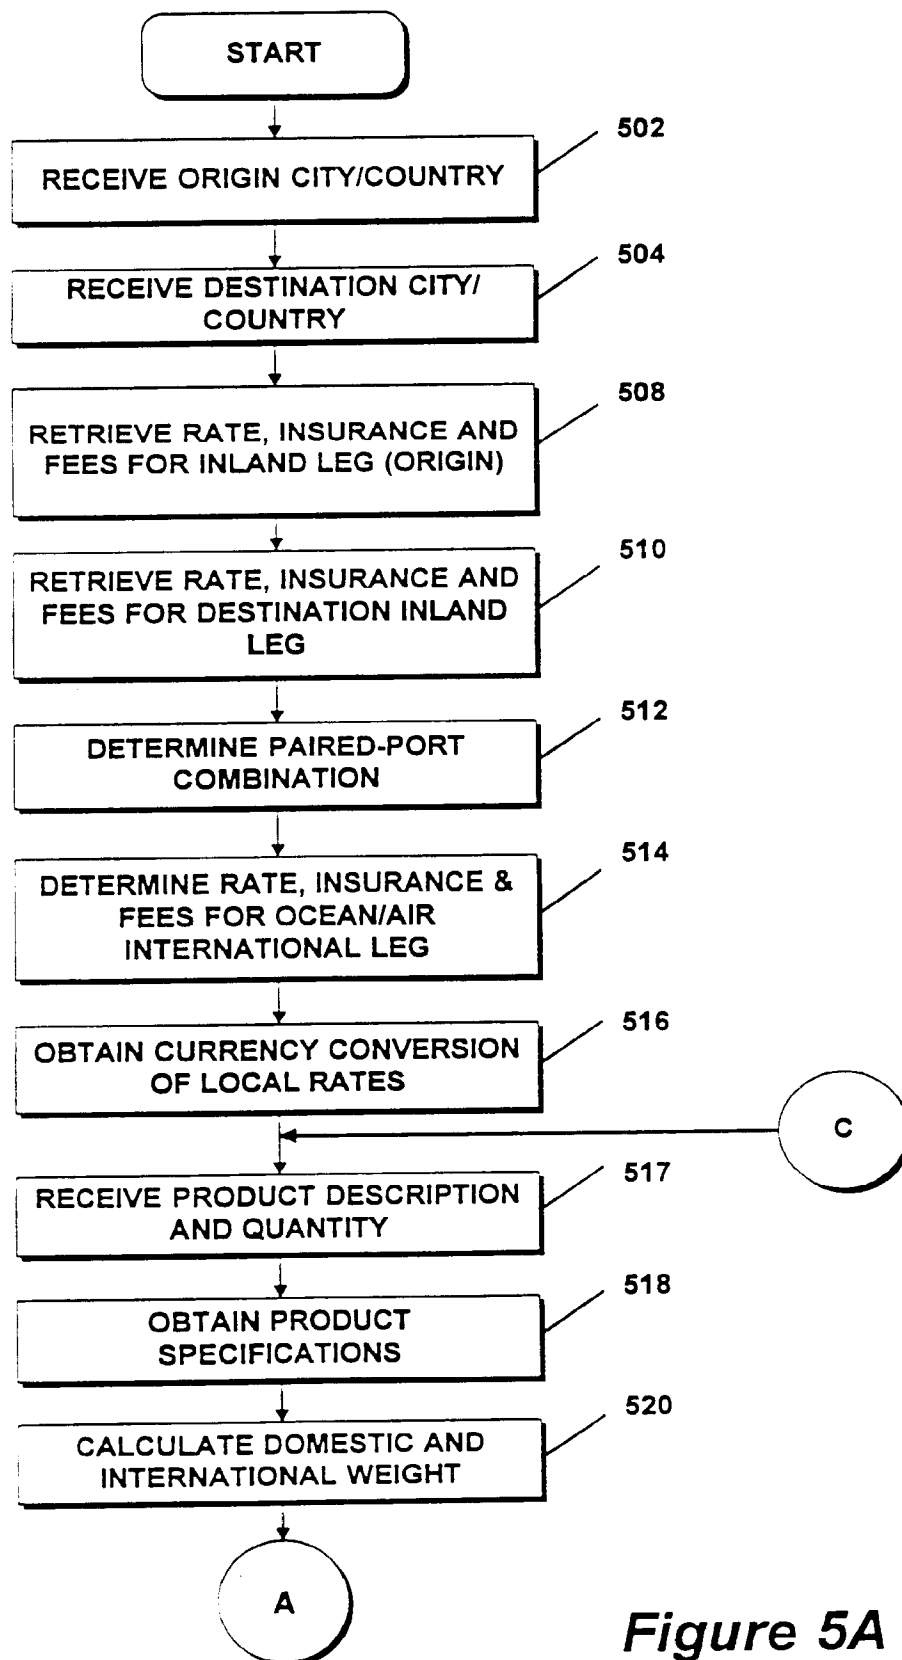 START
502
RECEIVE ORIGIN CITY/COUNTRY
504
RECEIVE DESTINATION CITY/
COUNTRY
508
RETRIEVE RATE, INSURANCE AND
FEES FOR INLAND LEG (ORIGIN)
510
RETRIEVE RATE, INSURANCE AND
FEES FOR DESTINATION INLAND
LEG
512
DETERMINE PAIRED-PORT
COMBINATION
514
DETERMINE RATE, INSURANCE &
FEES FOR OCEAN/AIR
INTERNATIONAL LEG
516
OBTAIN CURRENCY CONVERSION
OF LOCAL RATES
C
517
RECEIVE PRODUCT DESCRIPTION
AND QUANTITY
518
OBTAIN PRODUCT
SPECIFICATIONS
520
CALCULATE DOMESTIC AND
INTERNATIONAL WEIGHT
A
Figure 5A